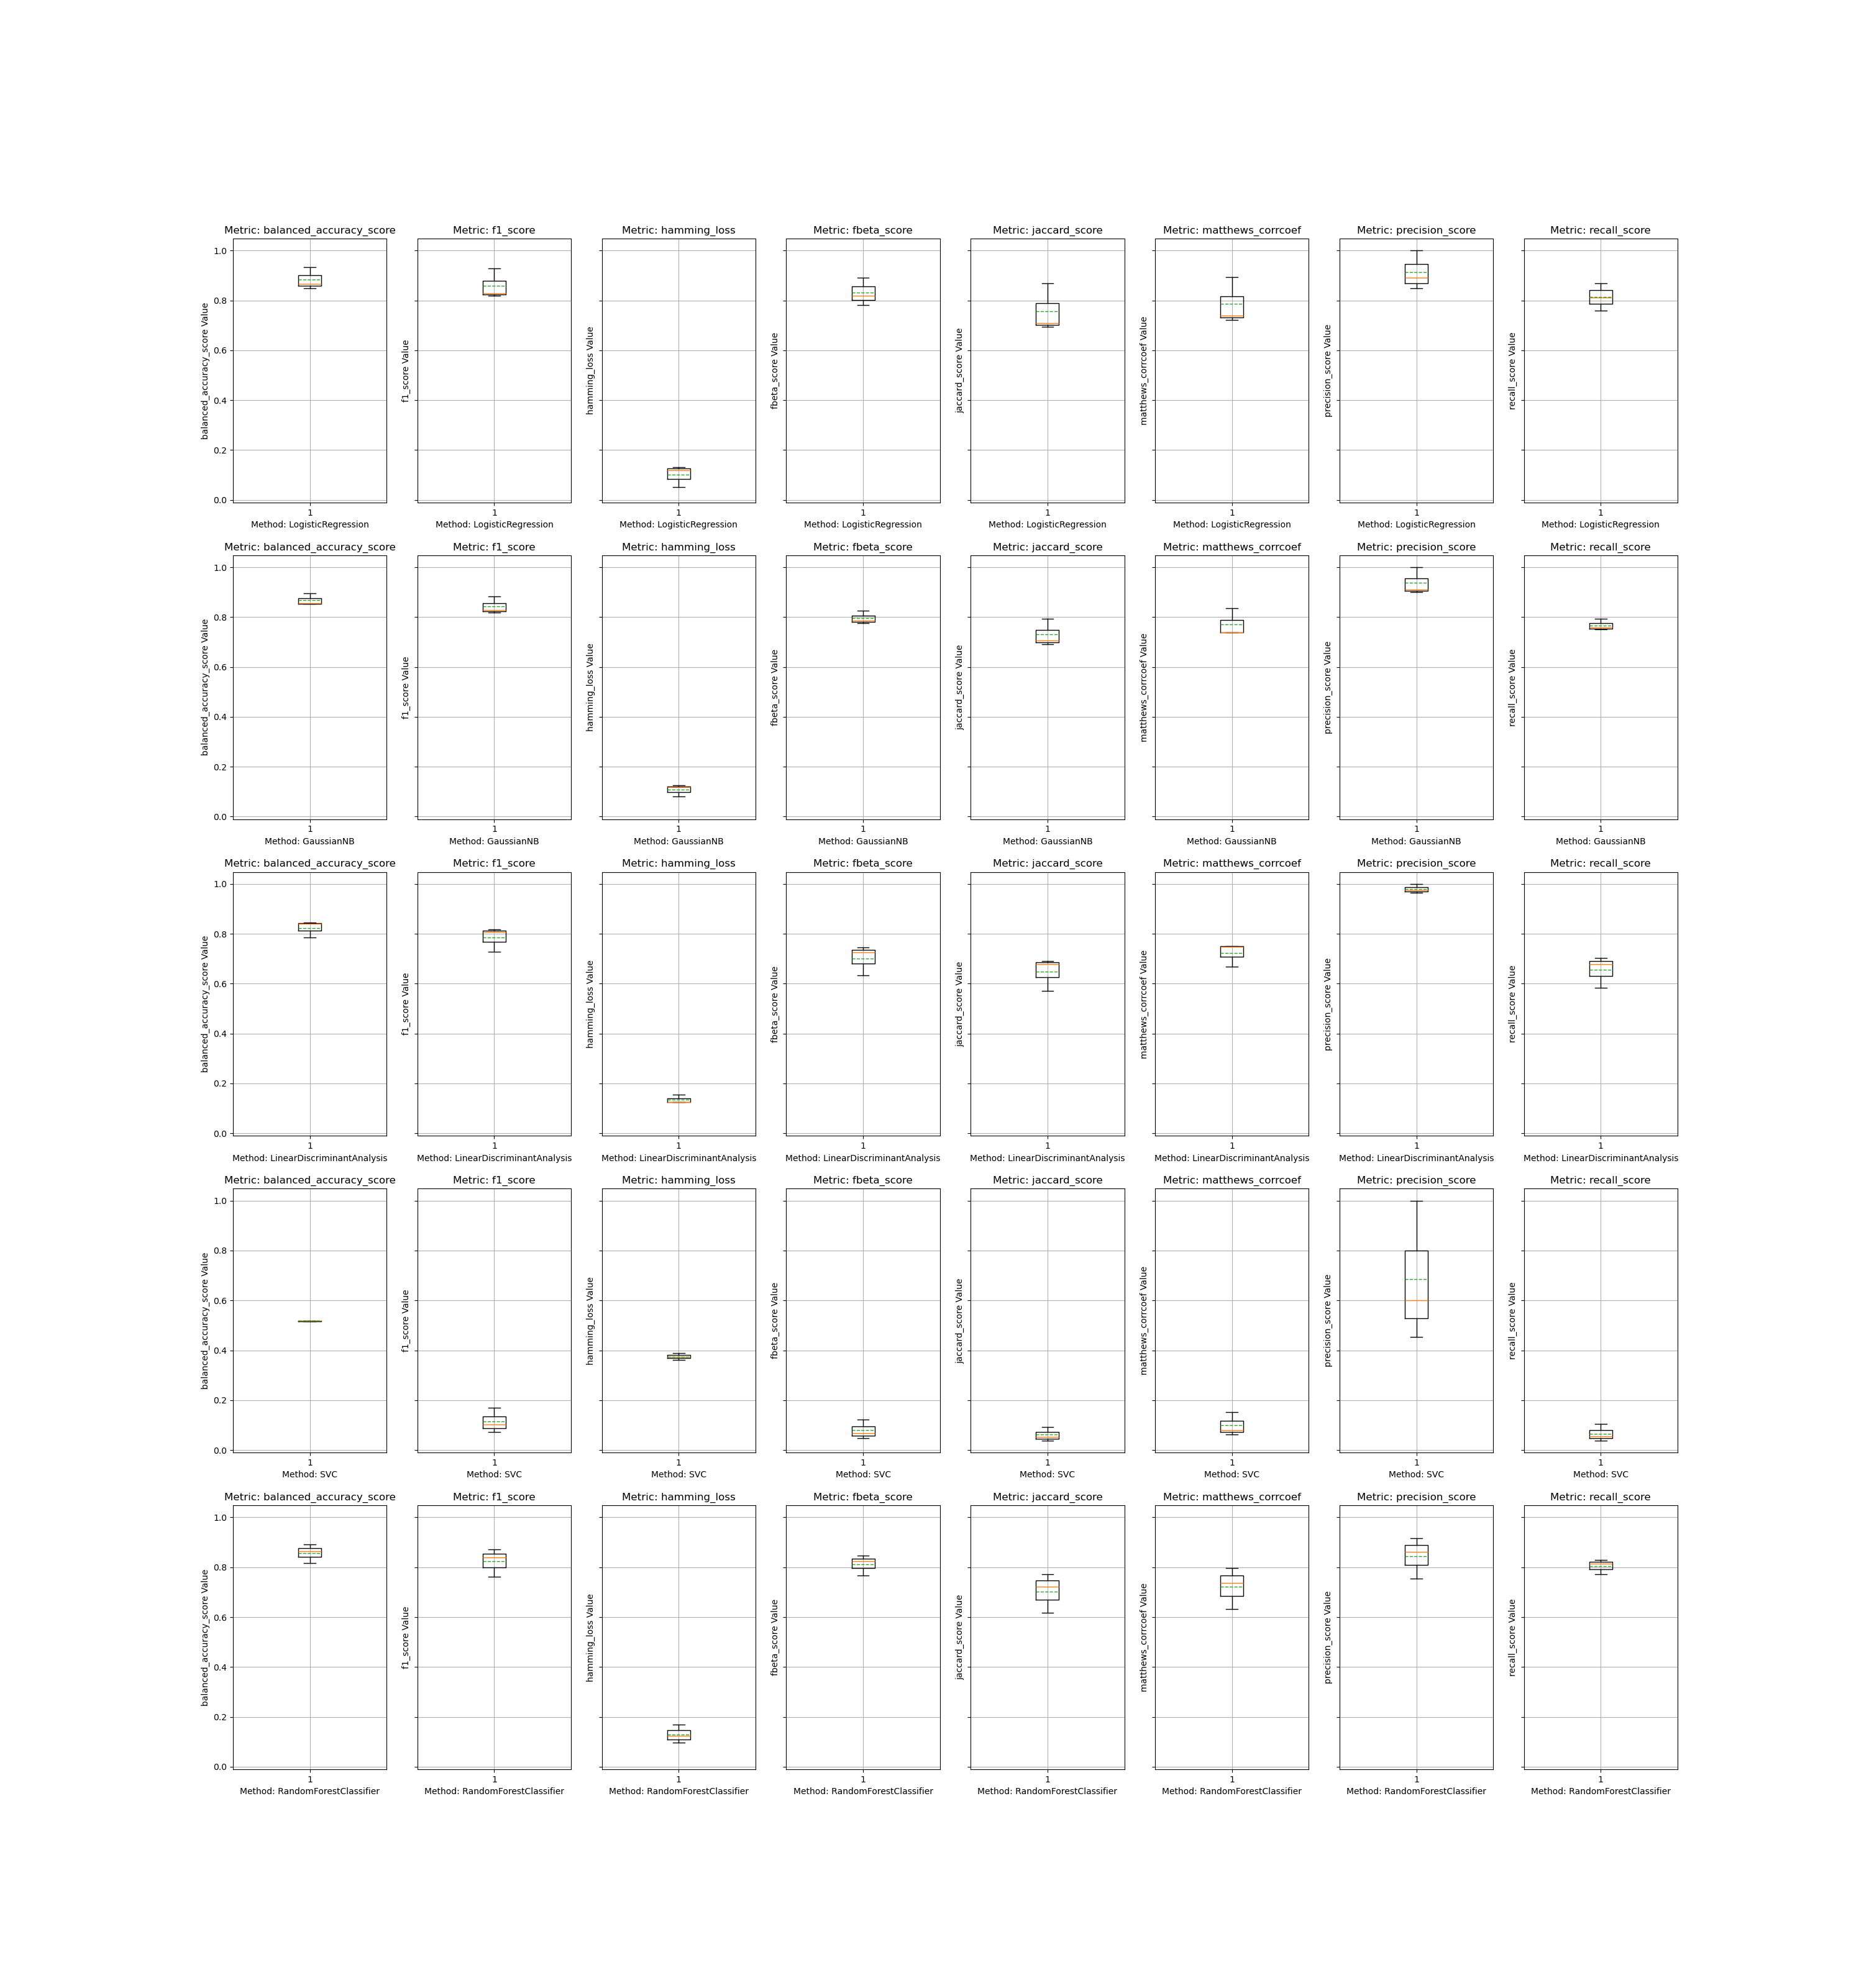 Metric: balanced_accuracy_score Metric: f1_score Metric: hamming_loss Metric: fbeta_score Metric: jaccard_score Metric: matthews_corrcoef Metric: precision_score Metric: recall_score
1.0
0.8
0.6
0.4
0.2
0.0
balanced_accuracy_score Value
f1_score Value
hamming_loss Value
fbeta_score Value
jaccard_score Value
matthews_corrcoef Value
precision_score Value
recall_score Value
1 1 1 1 1 1 1 1
Method: LogisticRegression Method: LogisticRegression Method: LogisticRegression Method: LogisticRegression Method: LogisticRegression Method: LogisticRegression Method: LogisticRegression Method: LogisticRegression
Metric: balanced_accuracy_score Metric: f1_score Metric: hamming_loss Metric: fbeta_score Metric: jaccard_score Metric: matthews_corrcoef Metric: precision_score Metric: recall_score
1.0
0.8
0.6
0.4
0.2
0.0
balanced_accuracy_score Value
f1_score Value
hamming_loss Value
fbeta_score Value
jaccard_score Value
matthews_corrcoef Value
precision_score Value
recall_score Value
1 1 1 1 1 1 1 1
Method: GaussianNB Method: GaussianNB Method: GaussianNB Method: GaussianNB Method: GaussianNB Method: GaussianNB Method: GaussianNB Method: GaussianNB
Metric: balanced_accuracy_score Metric: f1_score Metric: hamming_loss Metric: fbeta_score Metric: jaccard_score Metric: matthews_corrcoef Metric: precision_score Metric: recall_score
1.0
0.8
0.6
0.4
0.2
0.0
balanced_accuracy_score Value
f1_score Value
hamming_loss Value
fbeta_score Value
jaccard_score Value
matthews_corrcoef Value
precision_score Value
recall_score Value
1 1 1 1 1 1 1 1
Method: LinearDiscriminantAnalysis Method: LinearDiscriminantAnalysis Method: LinearDiscriminantAnalysis Method: LinearDiscriminantAnalysis Method: LinearDiscriminantAnalysis Method: LinearDiscriminantAnalysis Method: LinearDiscriminantAnalysis Method: LinearDiscriminantAnalysis
Metric: balanced_accuracy_score Metric: f1_score Metric: hamming_loss Metric: fbeta_score Metric: jaccard_score Metric: matthews_corrcoef Metric: precision_score Metric: recall_score
1.0
0.8
0.6
0.4
0.2
0.0
balanced_accuracy_score Value
f1_score Value
hamming_loss Value
fbeta_score Value
jaccard_score Value
matthews_corrcoef Value
precision_score Value
recall_score Value
1 1 1 1 1 1 1 1
Method: SVC Method: SVC Method: SVC Method: SVC Method: SVC Method: SVC Method: SVC Method: SVC
Metric: balanced_accuracy_score Metric: f1_score Metric: hamming_loss Metric: fbeta_score Metric: jaccard_score Metric: matthews_corrcoef Metric: precision_score Metric: recall_score
1.0
0.8
0.6
0.4
0.2
0.0
balanced_accuracy_score Value
f1_score Value
hamming_loss Value
fbeta_score Value
jaccard_score Value
matthews_corrcoef Value
precision_score Value
recall_score Value
1 1 1 1 1 1 1 1
Method: RandomForestClassifier Method: RandomForestClassifier Method: RandomForestClassifier Method: RandomForestClassifier Method: RandomForestClassifier Method: RandomForestClassifier Method: RandomForestClassifier Method: RandomForestClassifier